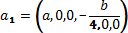 a₁ = (a,0,0,-b/4,0,0)